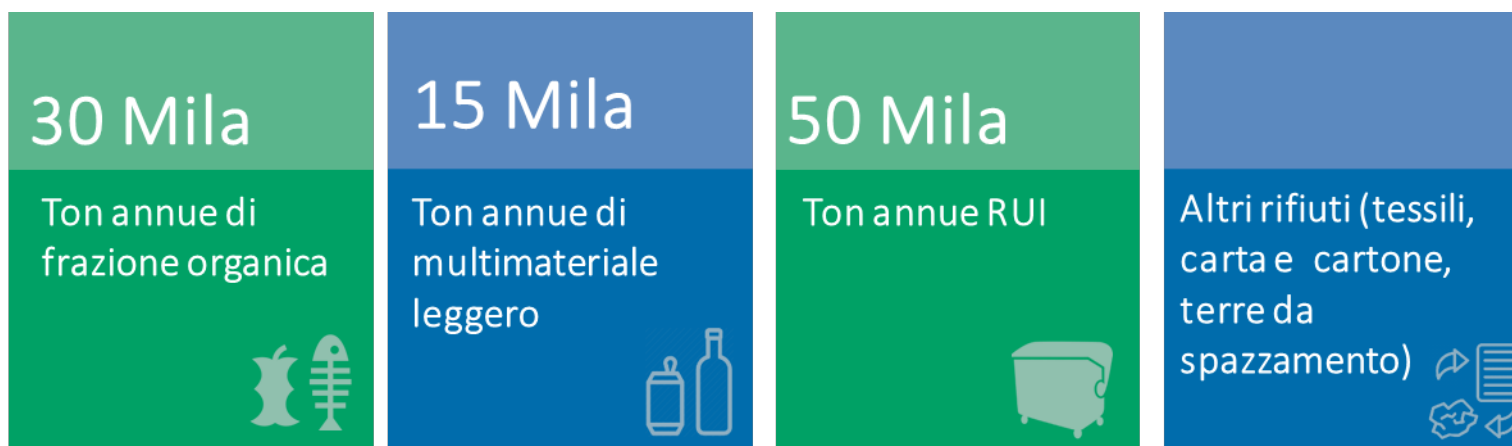 30 Mila
Ton annue di
frazione organica
15 Mila
Ton annue di
multimateriale
leggero
50 Mila
Ton annue RUI
Altri rifiuti (tessili,
carta e cartone,
terre da
spazzamento)